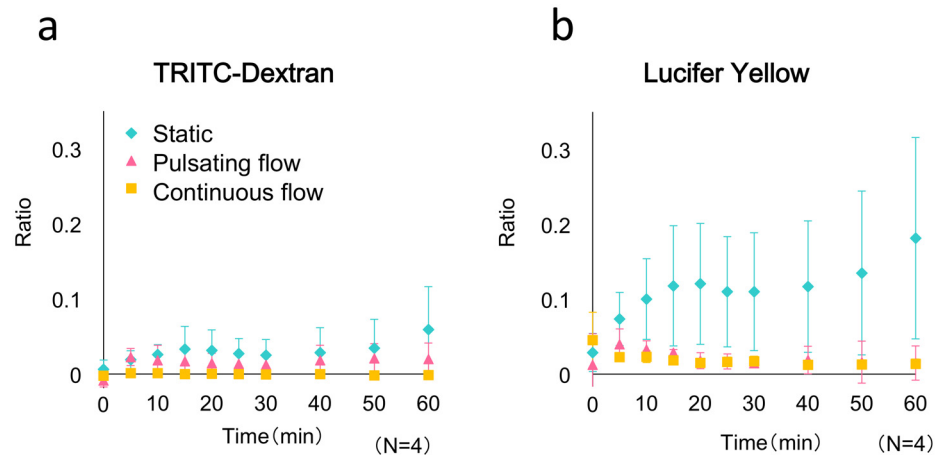 a
TRITC-Dextran
0.3
0.2
0.1
0
Ratio
Static
Pulsating flow
Continuous flow
0 10 20 30 40 50 60
Time(min)
(N=4)
b
Lucifer Yellow
0.3
0.2
0.1
0
Ratio
0 10 20 30 40 50 60
Time(min)
(N=4)